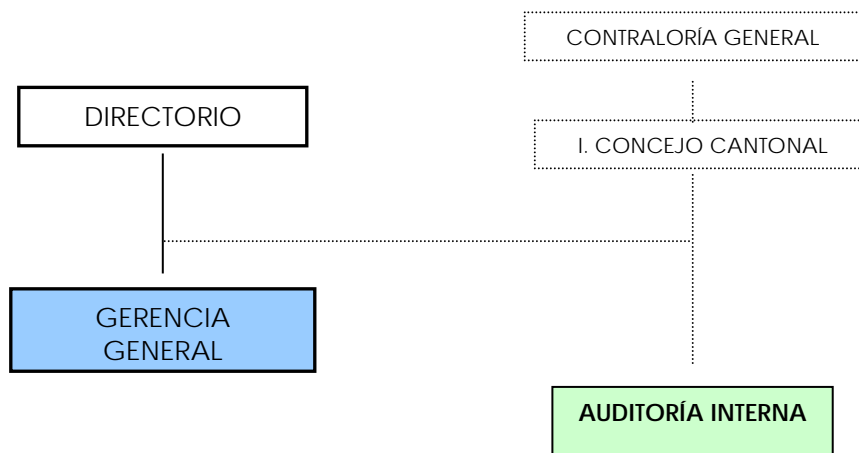 CONTRALORÍA GENERAL
DIRECTORIO
I. CONCEJO CANTONAL
GERENCIA
GENERAL
AUDITORÍA INTERNA